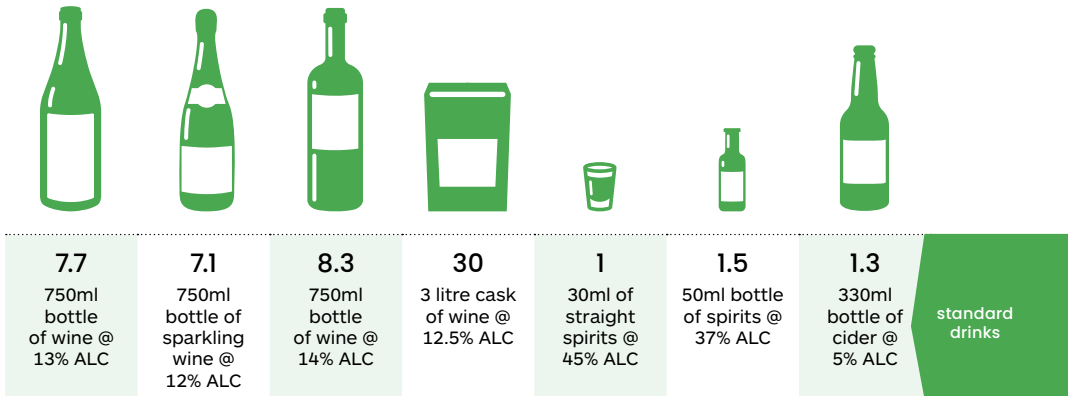 7.7
750ml
bottle
of wine @
13% ALC
7.1
750ml
bottle of
sparkling
wine @
12% ALC
8.3
750ml
bottle
of wine @
14% ALC
30
3 litre cask
of wine @
12.5% ALC
1
30ml of
straight
spirits @
45% ALC
1.5
50ml bottle
of spirits @
37% ALC
1.3
330ml
bottle of
cider @
5% ALC
standard
drinks